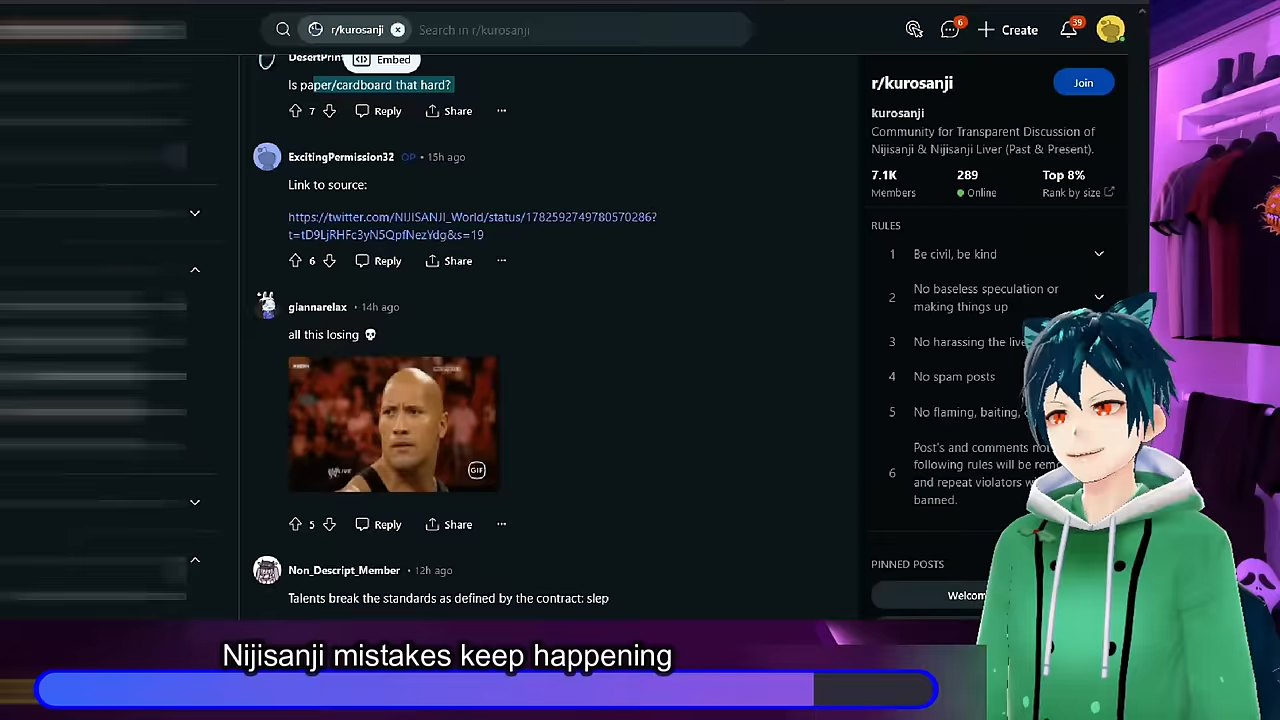 r/kurosanji
Search in r/kurosanji
6
Create
39
Embed
Is paper/cardboard that hard?
7
Reply
Share
ExcitingPermission32 OP • 15h ago
Link to source:
https://twitter.com/NIJISANJI_World/status/1782592749780570286?
t=tD9LjRHFc3yN5QpfNezYdg&s=19
6
Reply
Share
giannarelax • 14h ago
all this losing 💀
LIVE
GIF
5
Reply
Share
Non_Descript_Member • 12h ago
Talents break the standards as defined by the contract: slep
r/kurosanji
Join
kurosanji
Community for Transparent Discussion of
Nijisanji & Nijisanji Liver (Past & Present).
7.1K
289
Top 8%
Members
Online
Rank by size
RULES
1
Be civil, be kind
2
No baseless speculation or
making things up
3
No harassing the
4
No spam posts
5
No flaming, baiting,
6
Post's and comments
following rules will be
and repeat violators
banned.
PINNED POSTS
Nijisanji mistakes keep happening